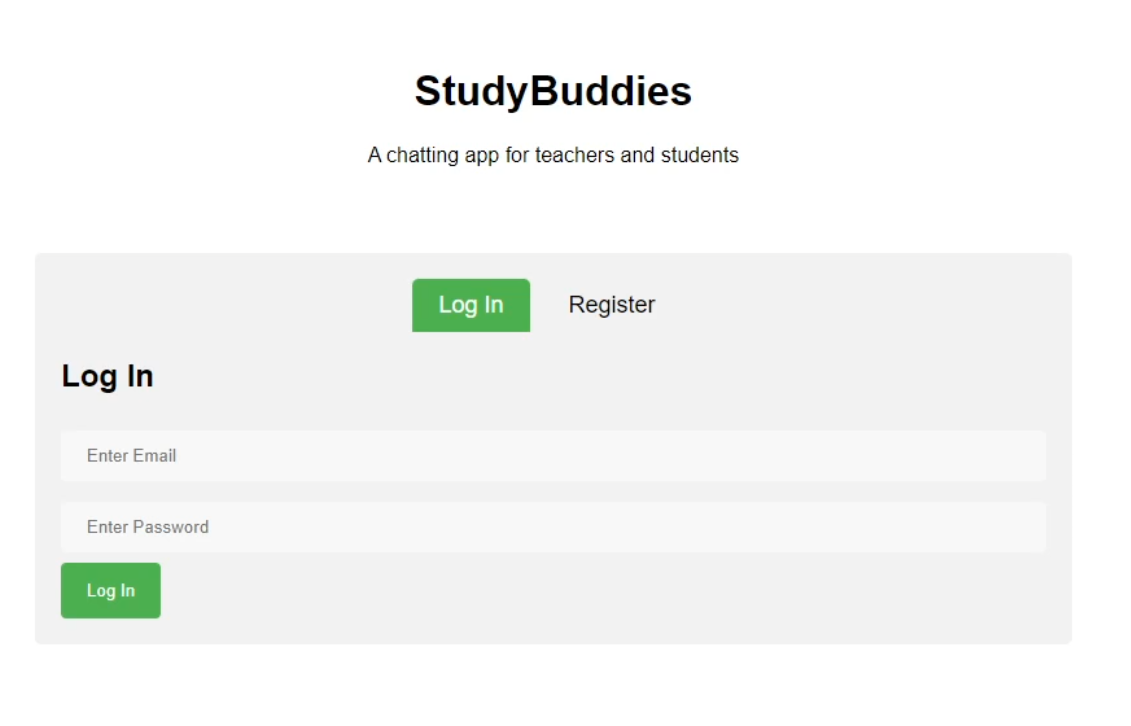 StudyBuddies
A chatting app for teachers and students
Log In Register
Log In
Enter Email
Enter Password
Log In